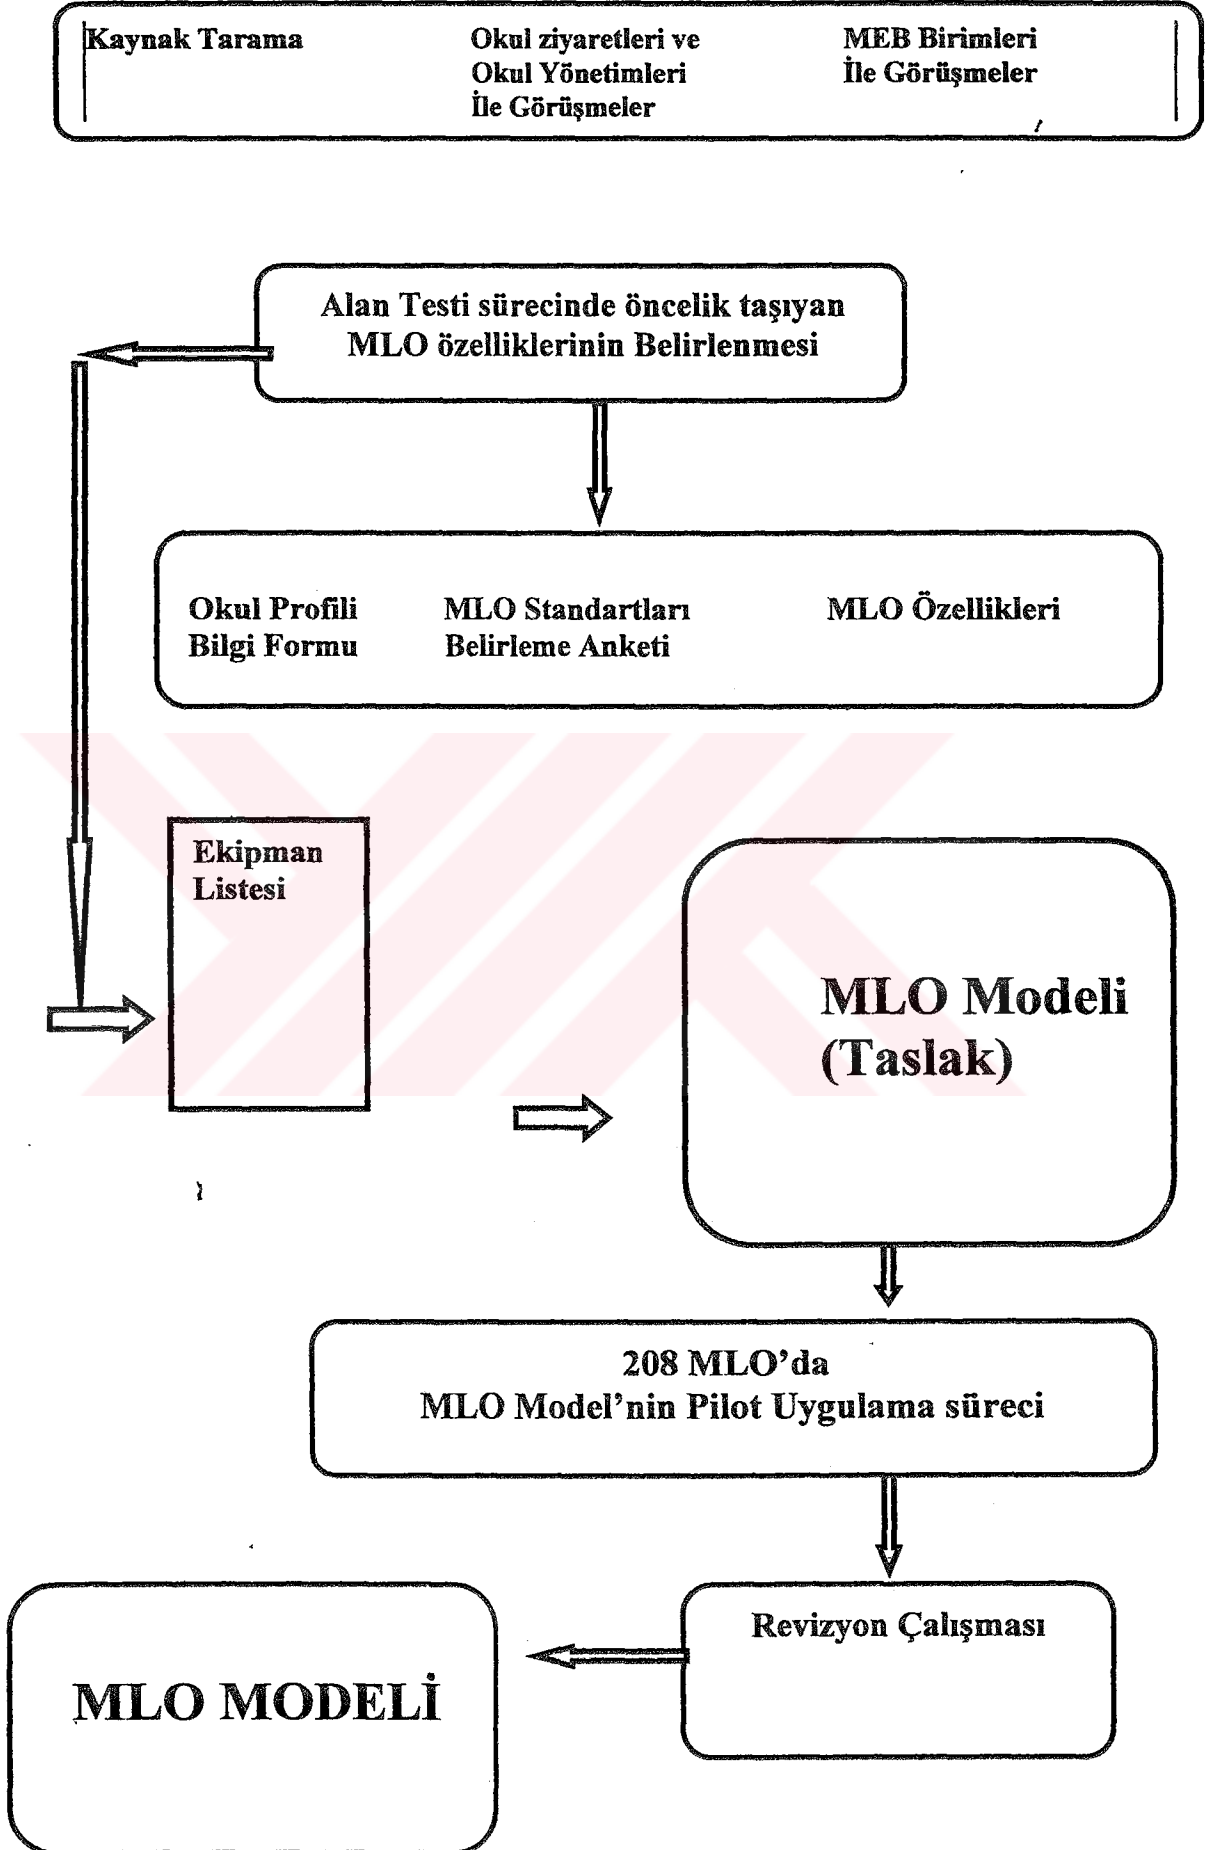 Kaynak Tarama
Okul ziyaretleri ve
Okul Yönetimleri
İle Görüşmeler
MEB Birimleri
İle Görüşmeler
Alan Testi sürecinde öncelik taşıyan
MLO özelliklerinin Belirlenmesi
Okul Profili
Bilgi Formu
MLO Standartları
Belirleme Anketi
MLO Özellikleri
Ekipman
Listesi
MLO Modeli
(Taslak)
208 MLO'da
MLO Model'nin Pilot Uygulama süreci
Revizyon Çalışması
MLO MODELİ